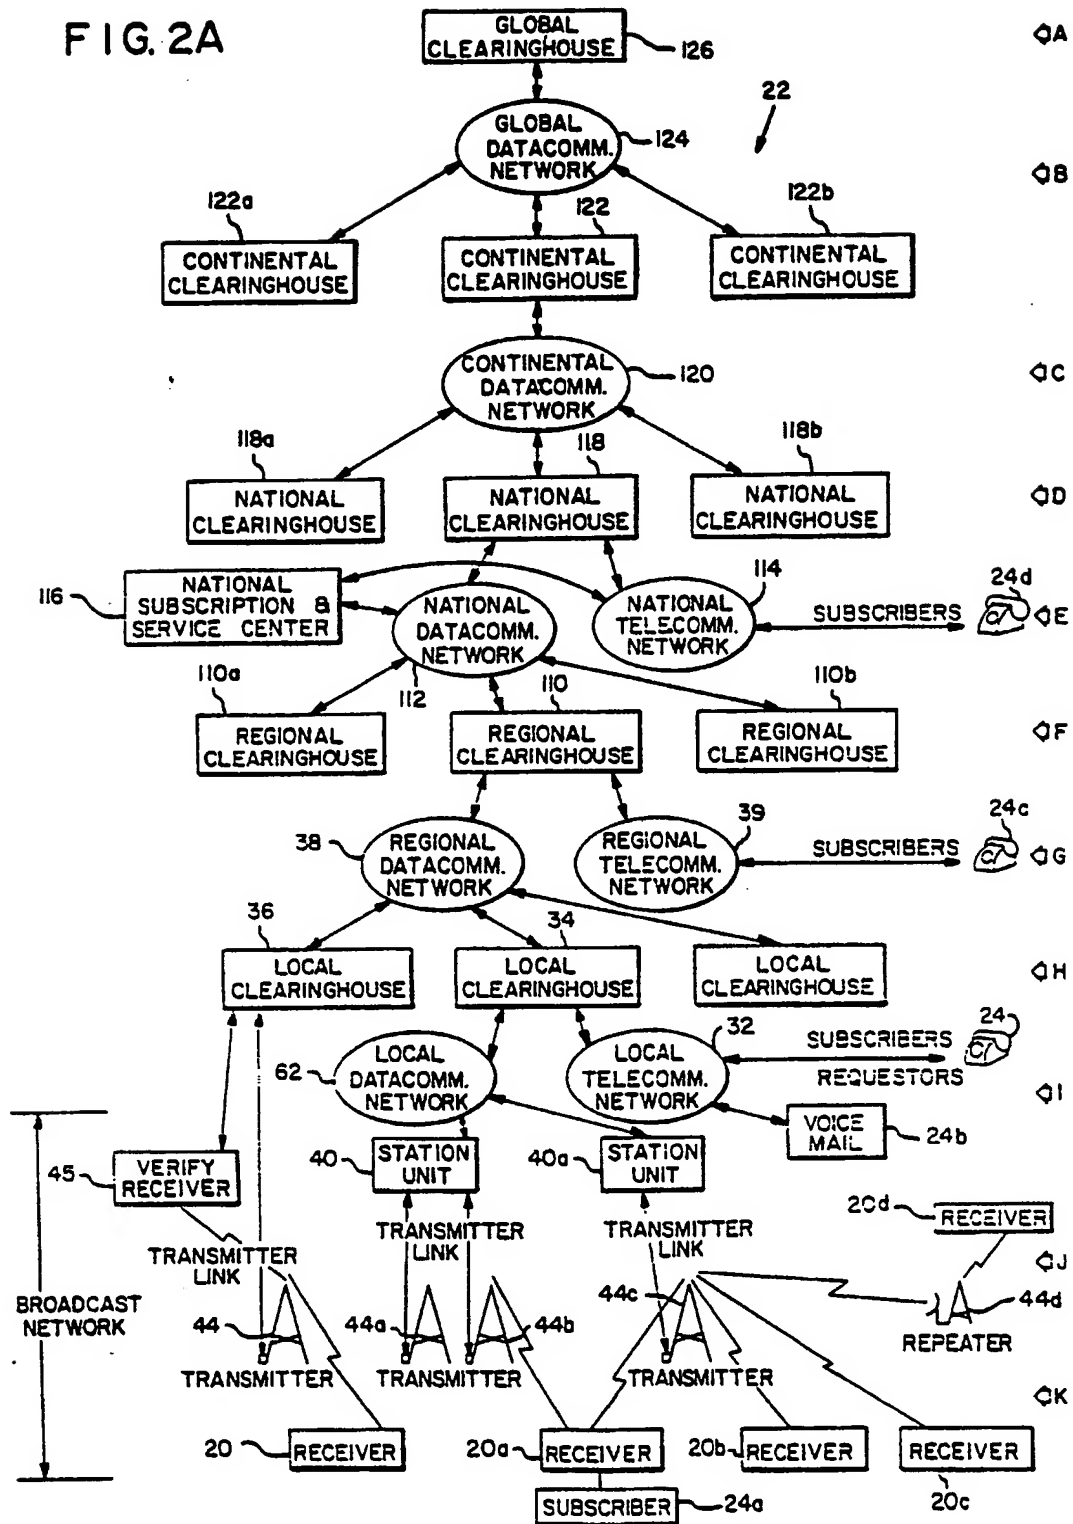 FIG. 2A
GLOBAL
CLEARINGHOUSE
126
A
22
GLOBAL
DATACOMM.
NETWORK
124
B
122a
122
122b
CONTINENTAL
CLEARINGHOUSE
CONTINENTAL
CLEARINGHOUSE
CONTINENTAL
CLEARINGHOUSE
CONTINENTAL
DATACOMM.
NETWORK
120
C
118a
118
118b
NATIONAL
CLEARINGHOUSE
NATIONAL
CLEARINGHOUSE
NATIONAL
CLEARINGHOUSE
D
116
NATIONAL
SUBSCRIPTION &
SERVICE CENTER
NATIONAL
DATACOMM.
NETWORK
112
NATIONAL
TELECOMM.
NETWORK
114
SUBSCRIBERS
24d
E
110a
110
110b
REGIONAL
CLEARINGHOUSE
REGIONAL
CLEARINGHOUSE
REGIONAL
CLEARINGHOUSE
F
38
REGIONAL
DATACOMM.
NETWORK
REGIONAL
TELECOMM.
NETWORK
39
SUBSCRIBERS
24c
G
36
34
LOCAL
CLEARINGHOUSE
LOCAL
CLEARINGHOUSE
LOCAL
CLEARINGHOUSE
H
62
LOCAL
DATACOMM.
NETWORK
LOCAL
TELECOMM.
NETWORK
32
SUBSCRIBERS
REQUESTORS
24
I
VOICE
MAIL
24b
45
VERIFY
RECEIVER
40
STATION
UNIT
40a
STATION
UNIT
20d
RECEIVER
TRANSMITTER
LINK
TRANSMITTER
LINK
TRANSMITTER
LINK
J
BROADCAST
NETWORK
44
44a
44b
44c
44d
REPEATER
TRANSMITTER
TRANSMITTER
TRANSMITTER
K
20
RECEIVER
20a
RECEIVER
20b
RECEIVER
RECEIVER
20c
SUBSCRIBER
24a